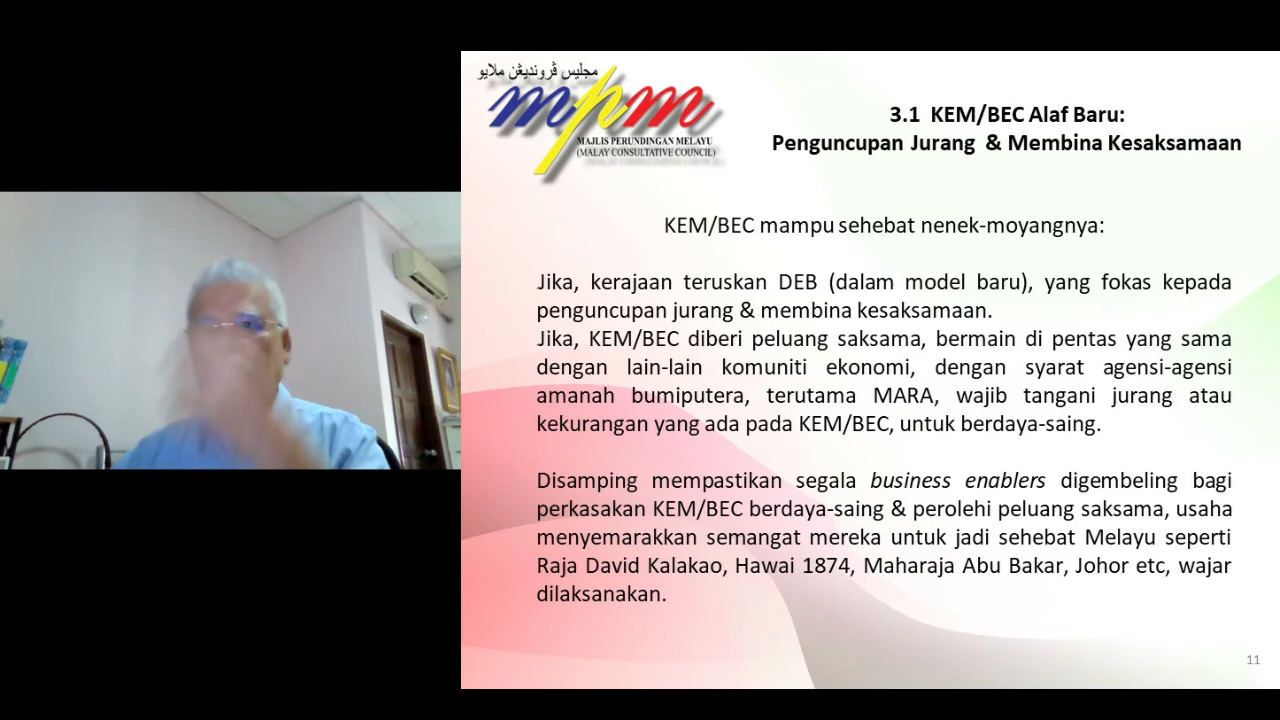 مجليس ڤرونديڠن ملايو
mpm
MAJLIS PERUNDINGAN MELAYU
(MALAY CONSULTATIVE COUNCIL)
3.1 KEM/BEC Alaf Baru:
Penguncupan Jurang & Membina Kesaksamaan
KEM/BEC mampu sehebat nenek-moyangnya:
Jika, kerajaan teruskan DEB (dalam model baru), yang fokas kepada
penguncupan jurang & membina kesaksamaan.
Jika, KEM/BEC diberi peluang saksama, bermain di pentas yang sama
dengan lain-lain komuniti ekonomi, dengan syarat agensi-agensi
amanah bumiputera, terutama MARA, wajib tangani jurang atau
kekurangan yang ada pada KEM/BEC, untuk berdaya-saing.
Disamping mempastikan segala business enablers digembeling bagi
perkasakan KEM/BEC berdaya-saing & perolehi peluang saksama, usaha
menyemarakkan semangat mereka untuk jadi sehebat Melayu seperti
Raja David Kalakao, Hawai 1874, Maharaja Abu Bakar, Johor etc, wajar
dilaksanakan.
11